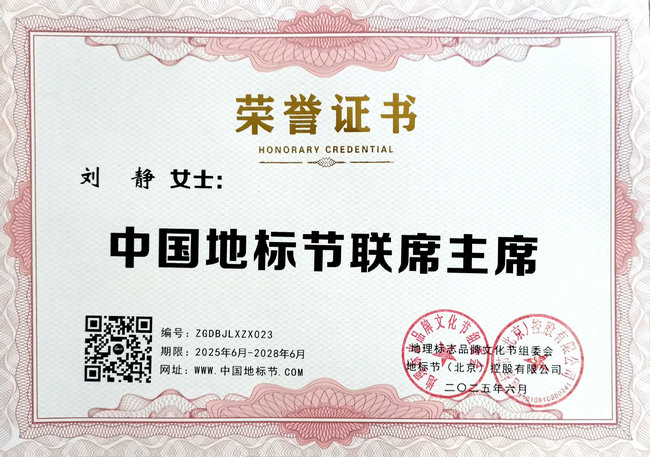 荣誉证书
HONORARY CREDENTIAL
刘 静 女士：
中国地标节联席主席
编号：ZGDBJLXZX023
期限：2025年6月-2028年6月
网址：WWW.中国地标节.COM
地理标志品牌文化节组委会
地标节（北京）控股有限公司
二〇二五年六月